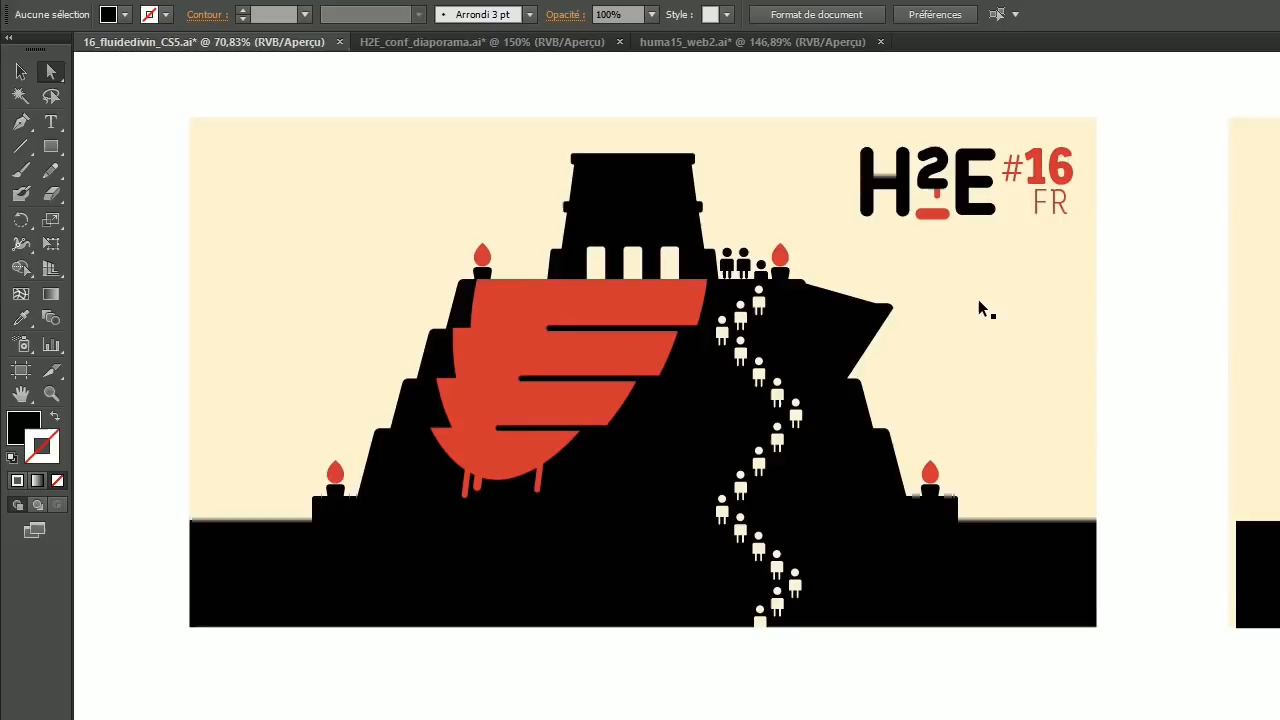 Aucune sélection Contour : Arrondi 3 pt Opacité : 100% Style : Format de document Préférences
16_fluidedivin_CS5.ai* @ 70,83% (RVB/Aperçu) H2E_conf_diaporama.ai* @ 150% (RVB/Aperçu) huma15_web2.ai* @ 146,89% (RVB/Aperçu)
H2E #16
FR